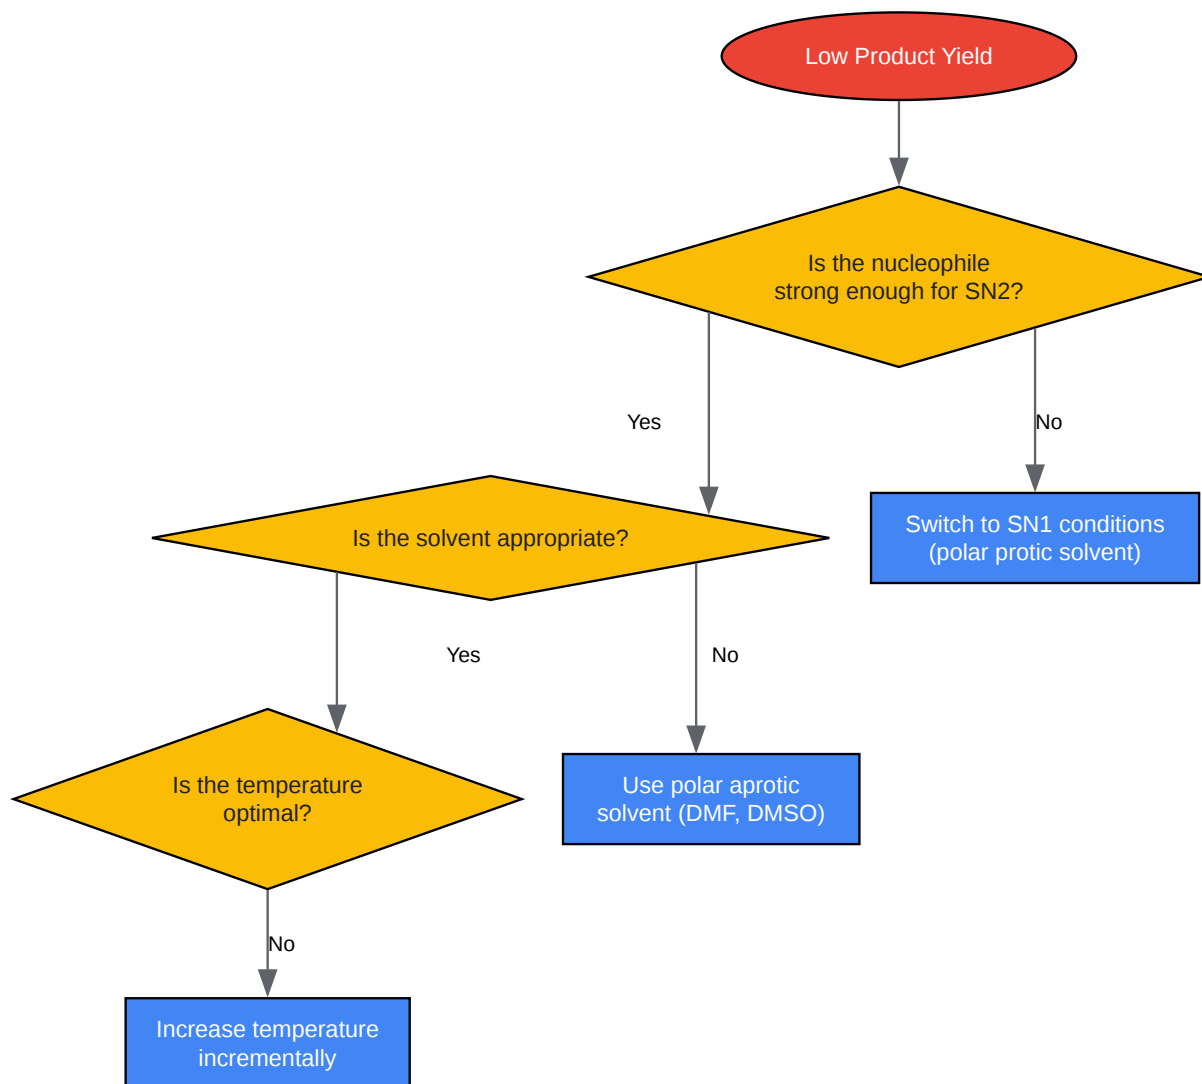 Low Product Yield
Is the nucleophile
strong enough for SN2?
Yes
No
Switch to SN1 conditions
(polar protic solvent)
Is the solvent appropriate?
Yes
No
Is the temperature
optimal?
Use polar aprotic
solvent (DMF, DMSO)
No
Increase temperature
incrementally